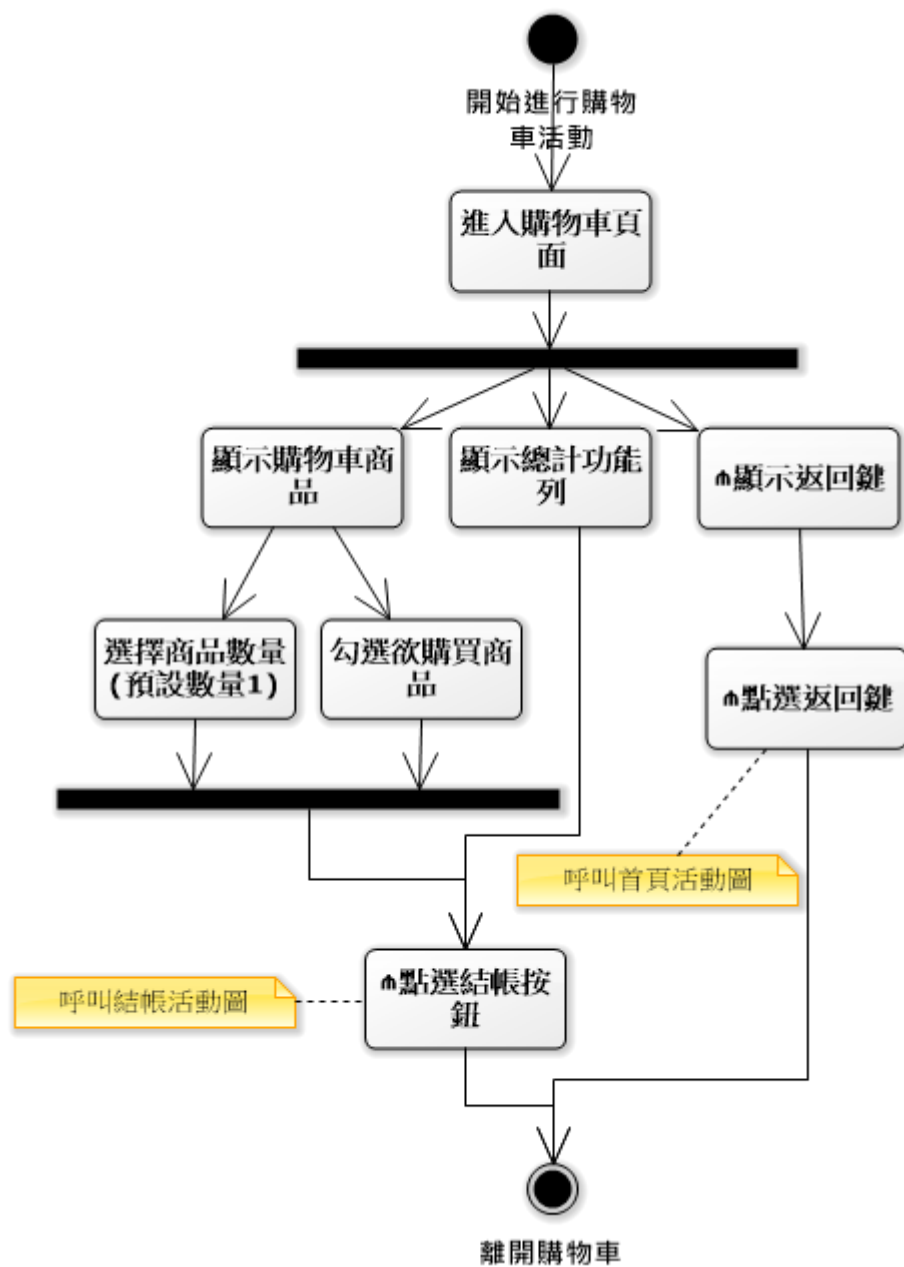 開始進行購物
車活動
進入購物車頁
面
顯示購物車商
品
顯示總計功能
列
顯示返回鍵
選擇商品數量
(預設數量1)
勾選欲購買商
品
點選返回鍵
呼叫首頁活動圖
點選結帳按
鈕
呼叫結帳活動圖
離開購物車